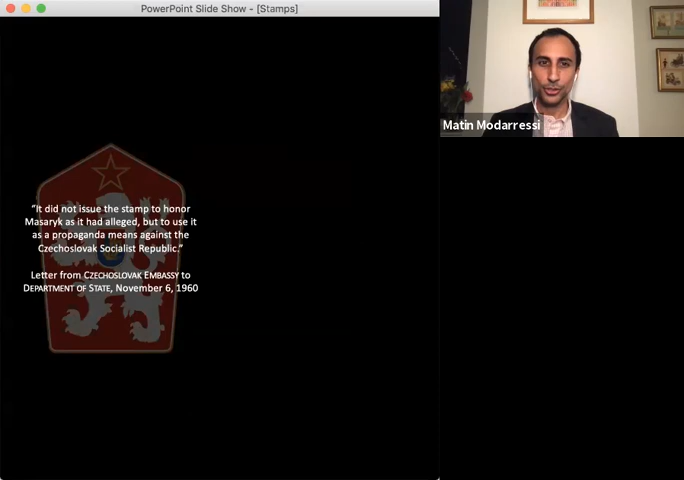 PowerPoint Slide Show - [Stamps]
"It did not issue the stamp to honor
Masaryk as it had alleged, but to use it
as a propaganda means against the
Czechoslovak Socialist Republic."
Letter from CZECHOSLOVAK EMBASSY to
DEPARTMENT OF STATE, November 6, 1960
Matin Modarressi